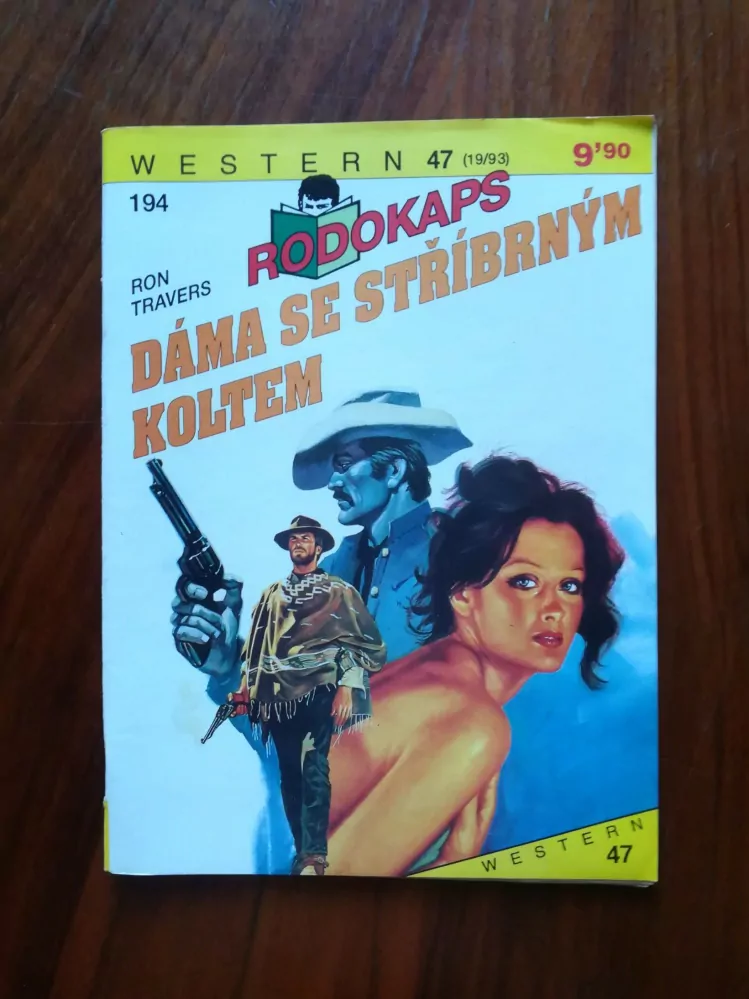 WESTERN 47 (19/93) 9'90
194
RODOKAPS
RON
TRAVERS
DÁMA SE STŘÍBRNÝM
KOLTEM
WESTERN
47